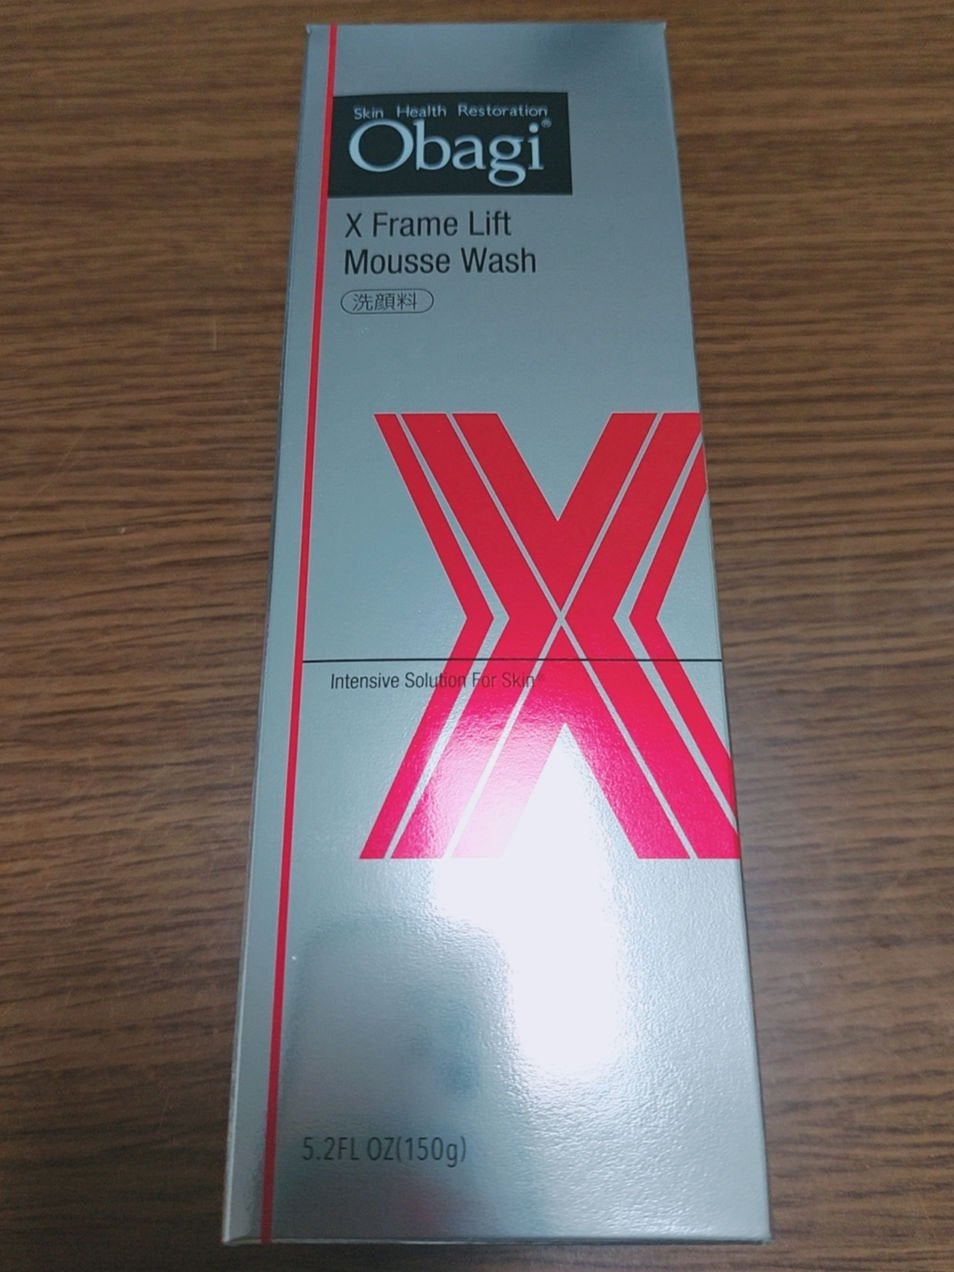 Skin Health Restoration
Obagi®
X Frame Lift
Mousse Wash
洗顔料
X
Intensive Solution For Skin®
5.2FL OZ(150g)